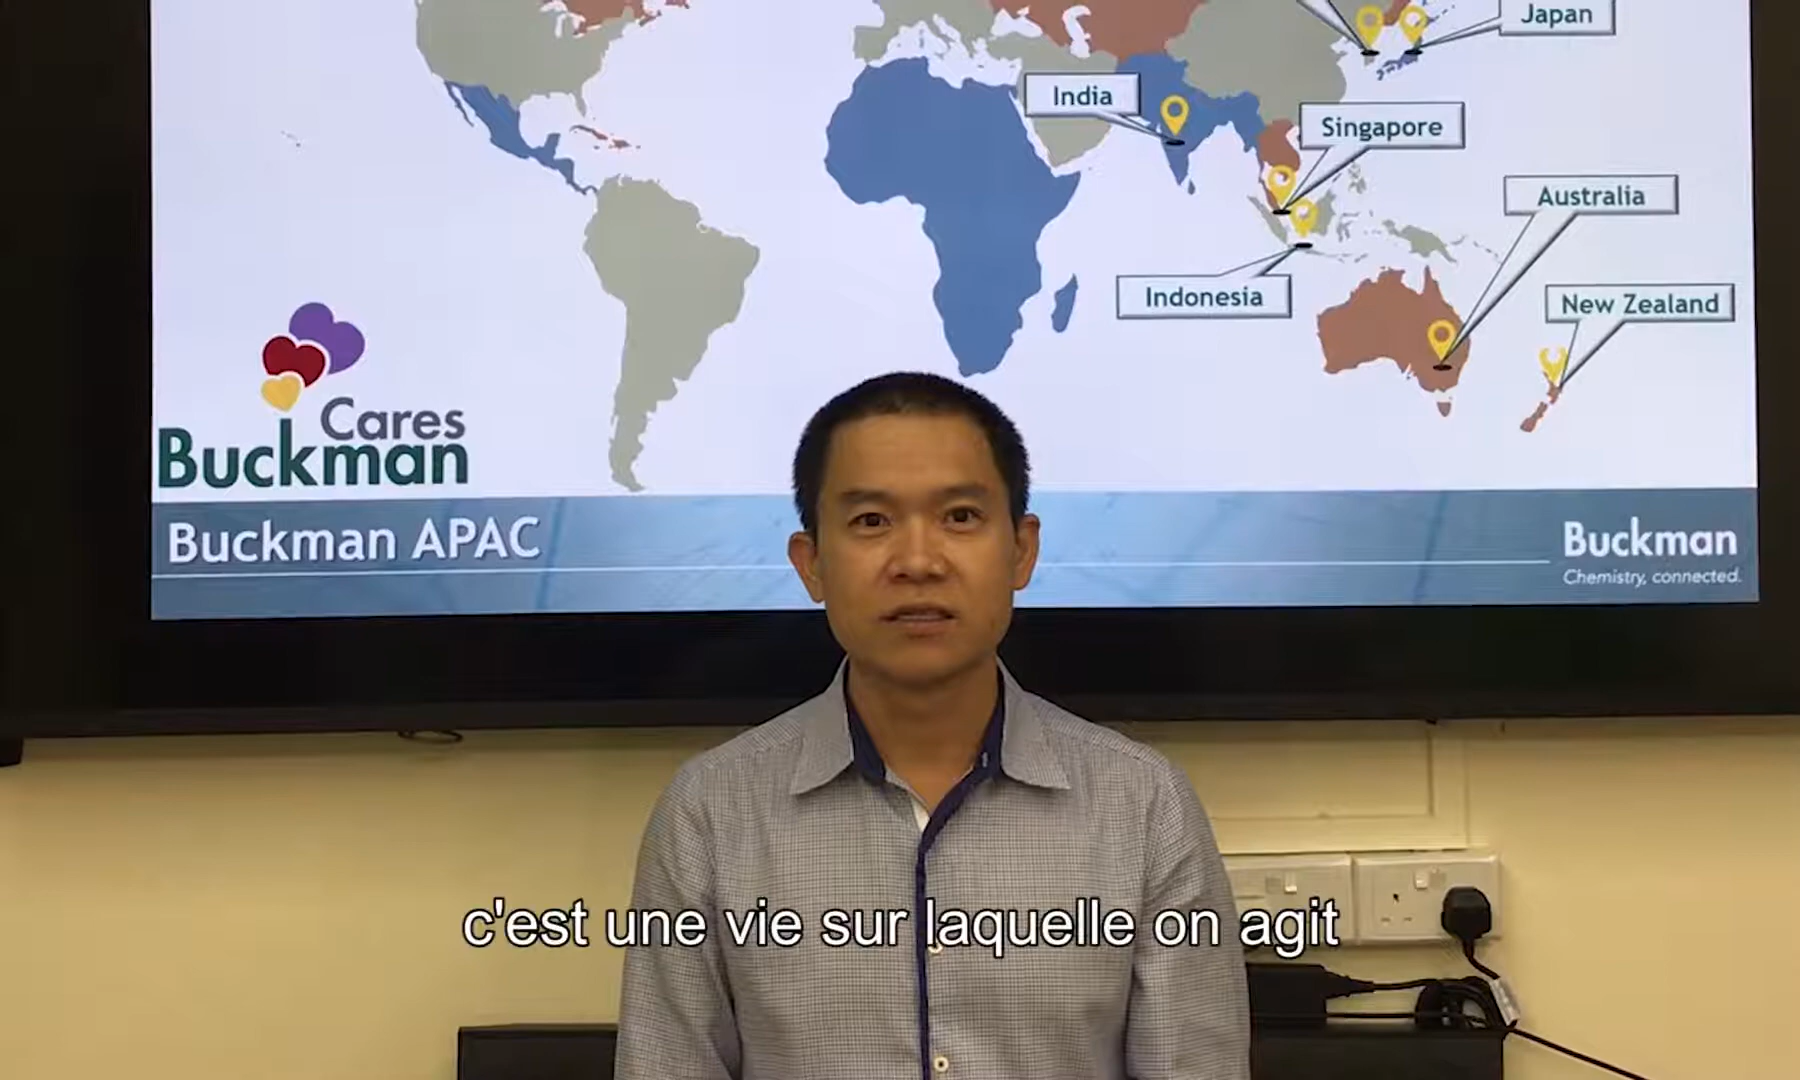 Japan
India
Singapore
Australia
Indonesia
New Zealand
Cares
Buckman
Buckman APAC
Buckman
Chemistry, connected.
c'est une vie sur laquelle on agit